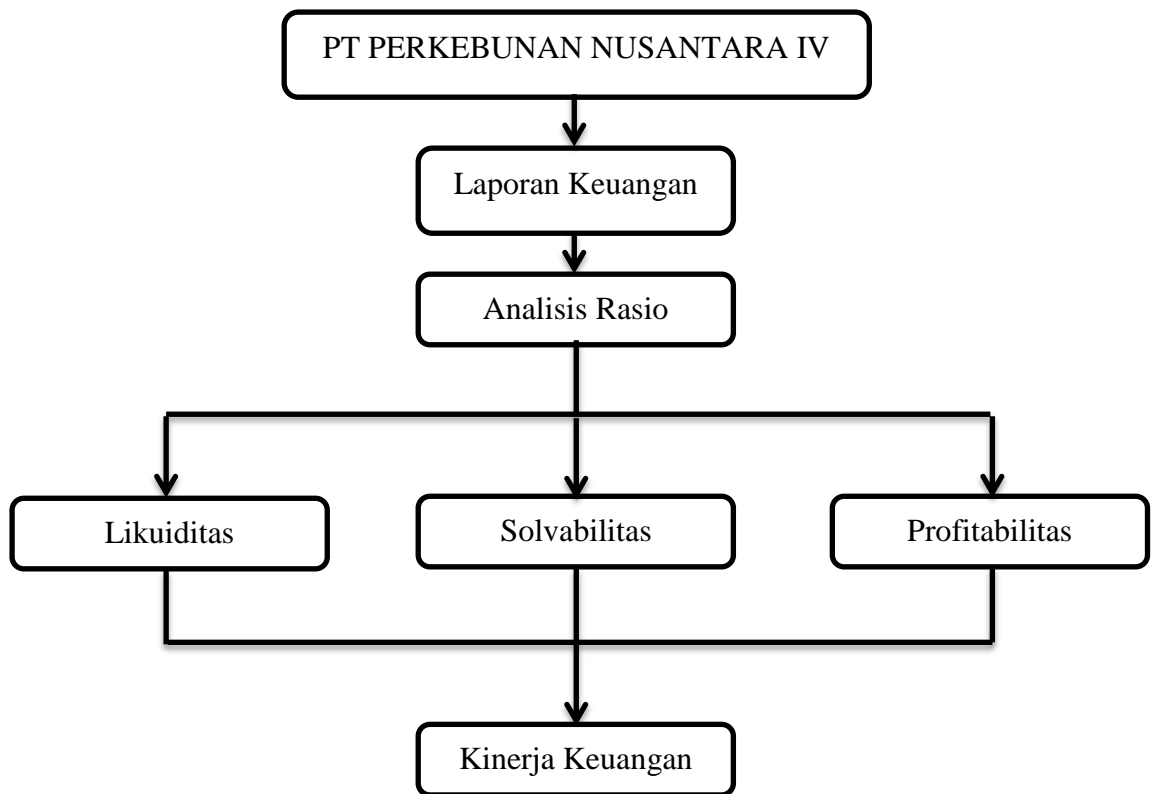 PT PERKEBUNAN NUSANTARA IV
Laporan Keuangan
Analisis Rasio
Likuiditas
Solvabilitas
Profitabilitas
Kinerja Keuangan